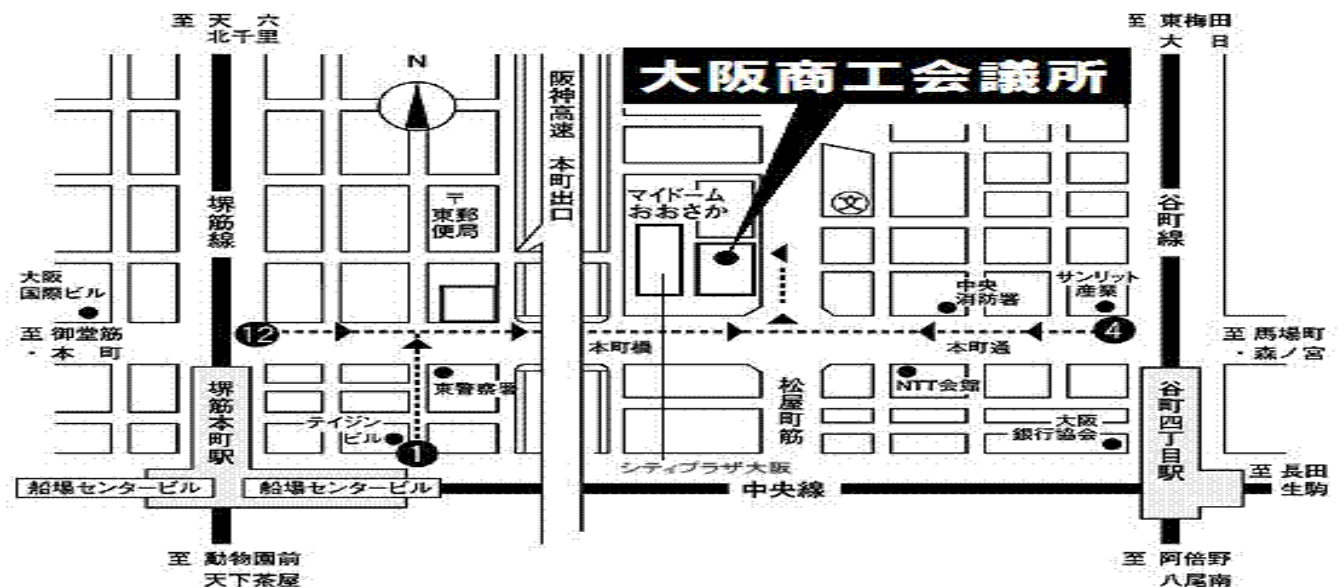 至 天 六
北千里
至 東梅田
大 日
N
大阪商工会議所
阪神高速 本町出口
堺筋線
〒
東郵
便局
マイドーム
おおさか
文
谷町線
大阪
国際ビル
中央
消防署
サンリット
産業
至 御堂筋
・本 町
12
本町橋
本町通
4
至 馬場町
・森ノ宮
東警察署
NTT会館
堺筋本町駅
テイジン
ビル
1
松屋町筋
大阪
銀行協会
谷町四丁目駅
シティプラザ大阪
船場センタービル
船場センタービル
中央線
至 長田
生駒
至 動物園前
天下茶屋
至 阿倍野
八尾南